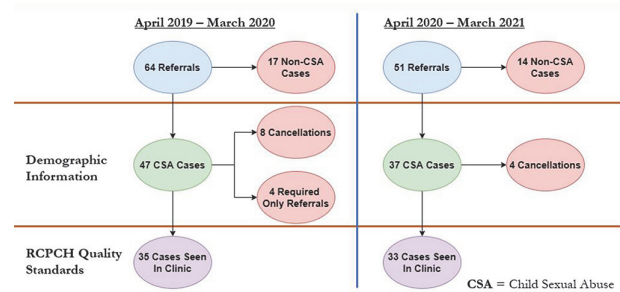 April 2019 – March 2020
April 2020 – March 2021
64 Referrals
17 Non-CSA
Cases
51 Referrals
14 Non-CSA
Cases
Demographic
Information
47 CSA Cases
8 Cancellations
4 Required
Only Referrals
37 CSA Cases
4 Cancellations
RCPCH Quality
Standards
35 Cases Seen
In Clinic
33 Cases Seen
In Clinic
CSA = Child Sexual Abuse